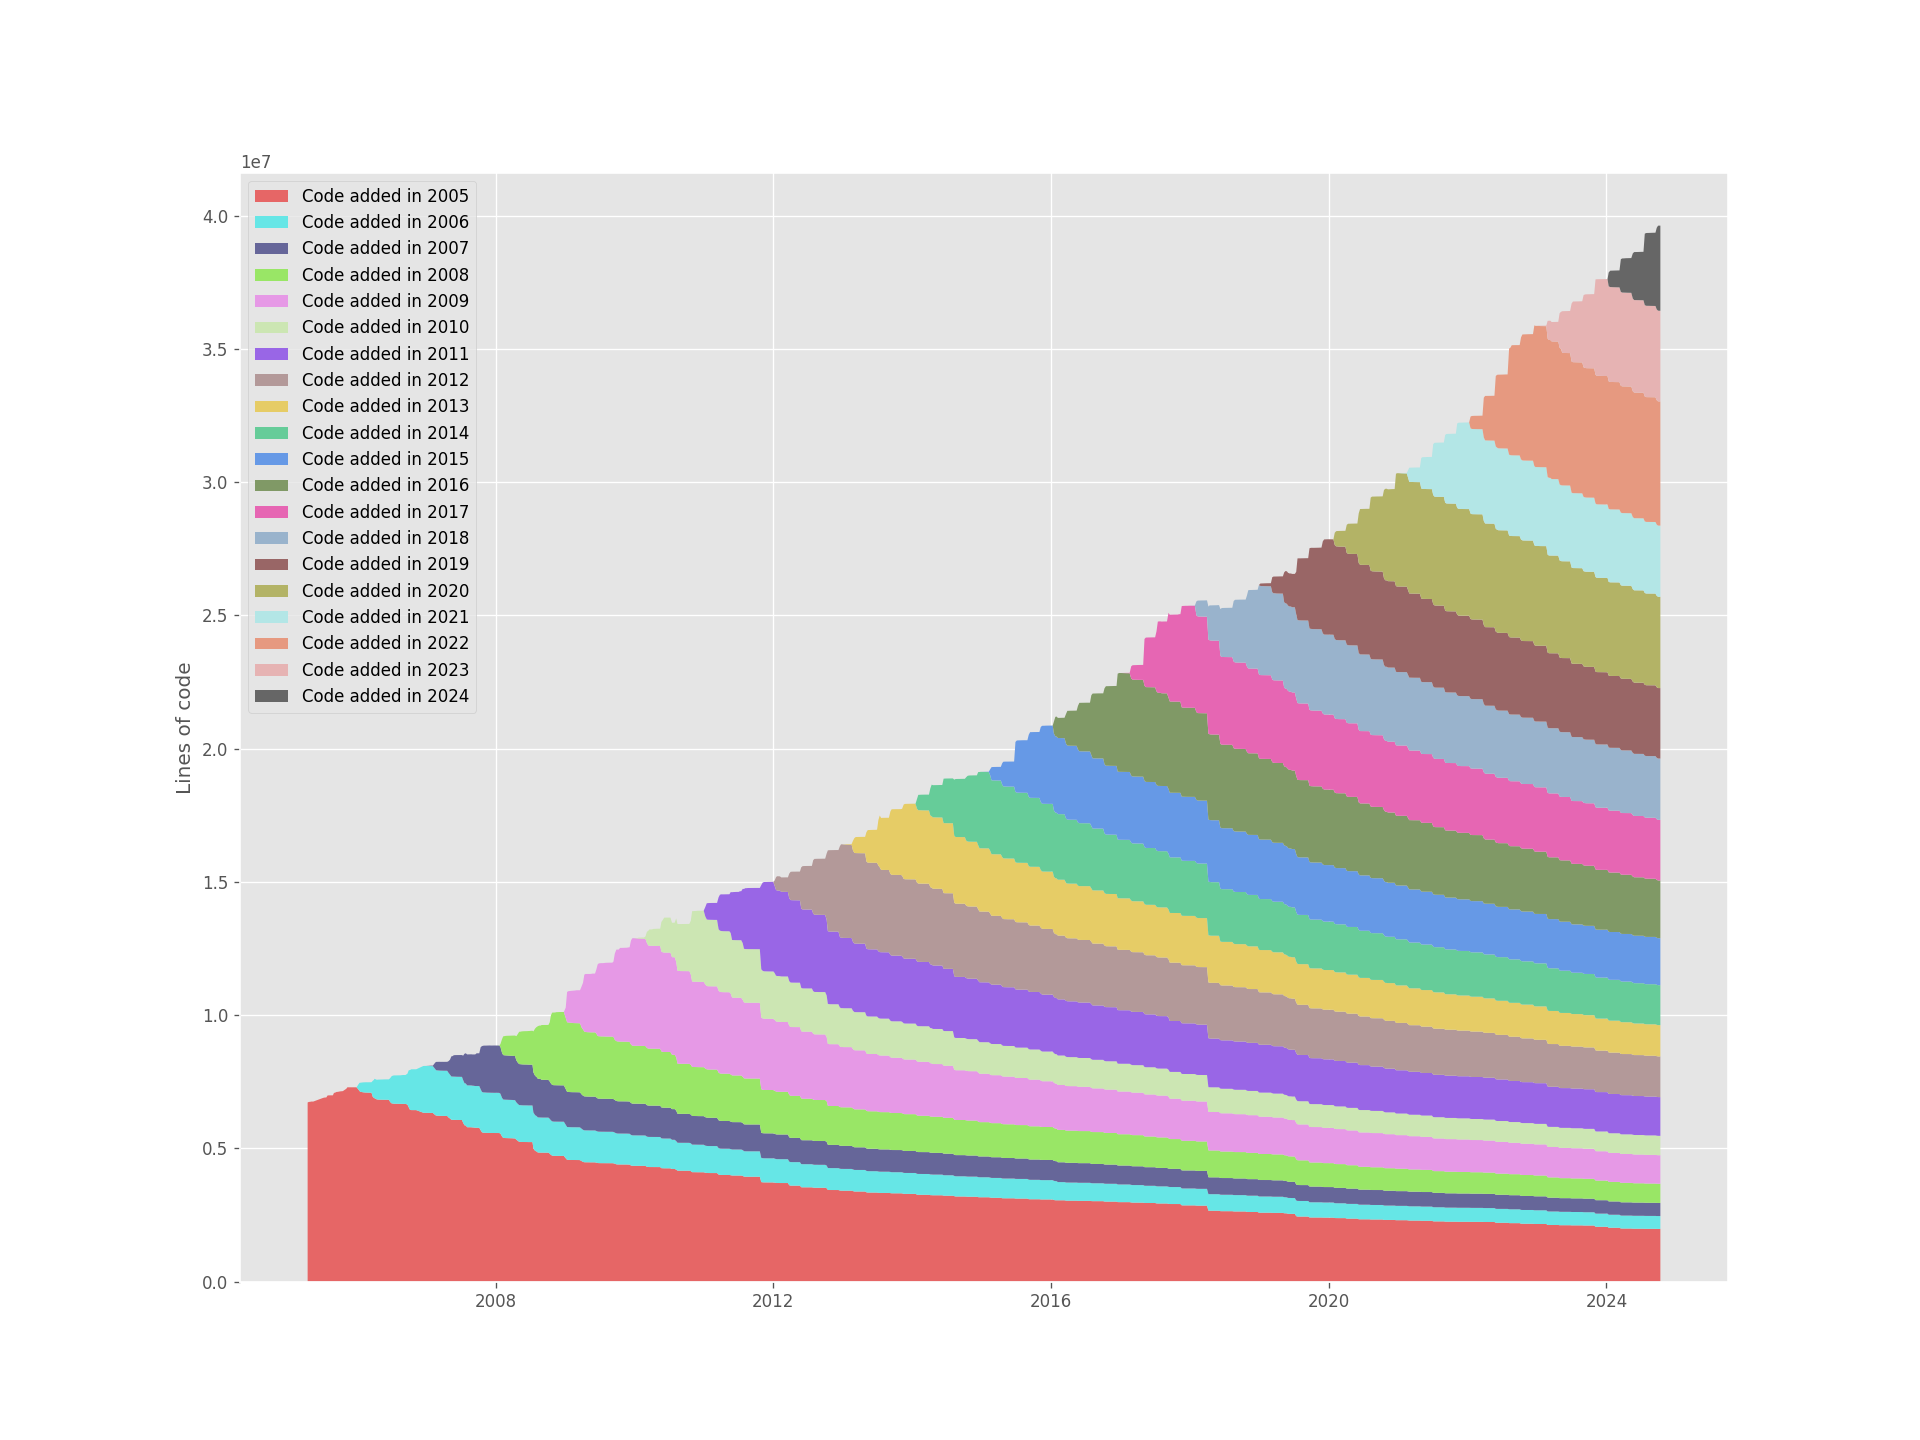 1e7
Code added in 2005
Code added in 2006
Code added in 2007
Code added in 2008
Code added in 2009
Code added in 2010
Code added in 2011
Code added in 2012
Code added in 2013
Code added in 2014
Code added in 2015
Code added in 2016
Code added in 2017
Code added in 2018
Code added in 2019
Code added in 2020
Code added in 2021
Code added in 2022
Code added in 2023
Code added in 2024
Lines of code
4.0
3.5
3.0
2.5
2.0
1.5
1.0
0.5
0.0
2008
2012
2016
2020
2024